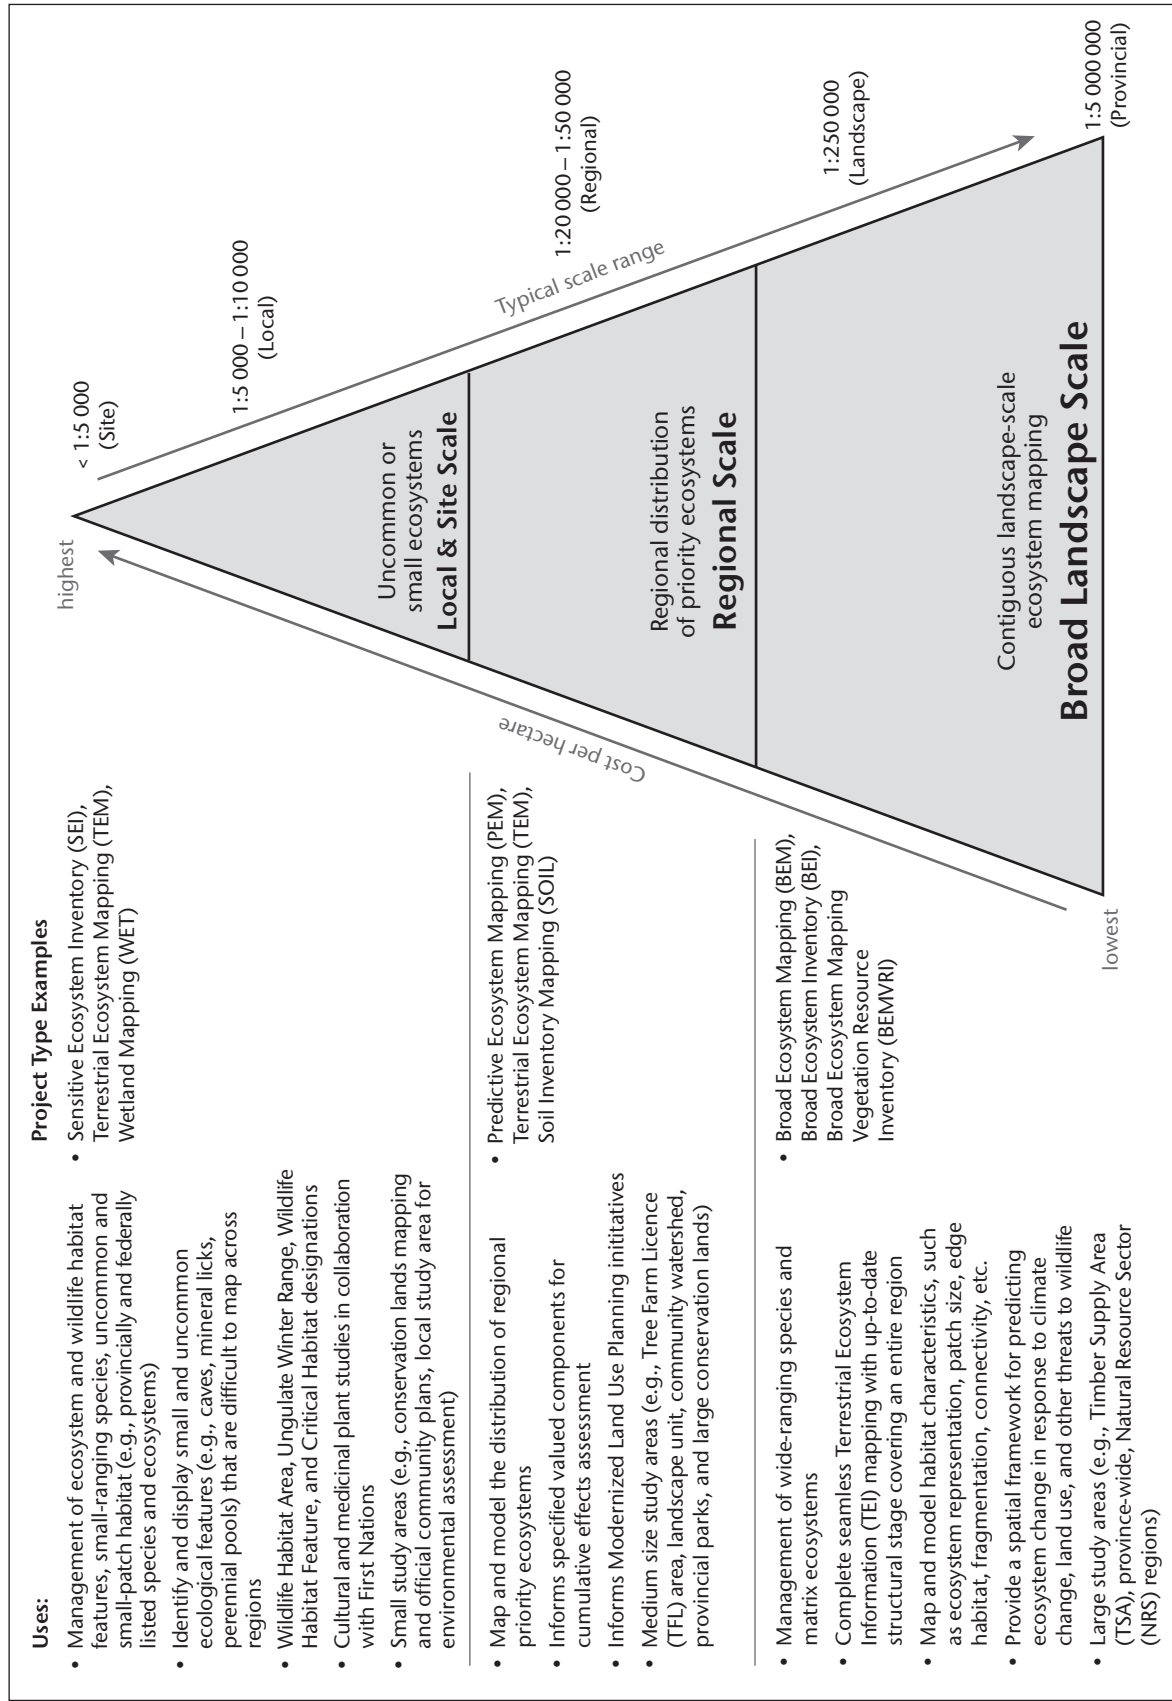 Uses:
• Management of ecosystem and wildlife habitat
features, small-ranging species, uncommon and
small-patch habitat (e.g., provincially and federally
listed species and ecosystems)
• Identify and display small and uncommon
ecological features (e.g., caves, mineral licks,
perennial pools) that are difficult to map across
regions
• Wildlife Habitat Area, Ungulate Winter Range, Wildlife
Habitat Feature, and Critical Habitat designations
• Cultural and medicinal plant studies in collaboration
with First Nations
• Small study areas (e.g., conservation lands mapping
and official community plans, local study area for
environmental assessment)
• Map and model the distribution of regional
priority ecosystems
• Informs specified valued components for
cumulative effects assessment
• Informs Modernized Land Use Planning inititatives
• Medium size study areas (e.g., Tree Farm Licence
(TFL) area, landscape unit, community watershed,
provincial parks, and large conservation lands)
• Management of wide-ranging species and
matrix ecosystems
• Complete seamless Terrestrial Ecosystem
Information (TEI) mapping with up-to-date
structural stage covering an entire region
• Map and model habitat characteristics, such
as ecosystem representation, patch size, edge
habitat, fragmentation, connectivity, etc.
• Provide a spatial framework for predicting
ecosystem change in response to climate
change, land use, and other threats to wildlife
• Large study areas (e.g., Timber Supply Area
(TSA), province-wide, Natural Resource Sector
(NRS) regions)
Project Type Examples
• Sensitive Ecosystem Inventory (SEI),
Terrestrial Ecosystem Mapping (TEM),
Wetland Mapping (WET)
• Predictive Ecosystem Mapping (PEM),
Terrestrial Ecosystem Mapping (TEM),
Soil Inventory Mapping (SOIL)
• Broad Ecosystem Mapping (BEM),
Broad Ecosystem Inventory (BEI),
Broad Ecosystem Mapping
Vegetation Resource
Inventory (BEMVRI)
highest
Cost per hectare
lowest
Uncommon or
small ecosystems
Local & Site Scale
Regional distribution
of priority ecosystems
Regional Scale
Contiguous landscape-scale
ecosystem mapping
Broad Landscape Scale
Typical scale range
< 1:5 000
(Site)
1:5 000 – 1:10 000
(Local)
1:20 000 – 1:50 000
(Regional)
1:250 000
(Landscape)
1:5 000 000
(Provincial)